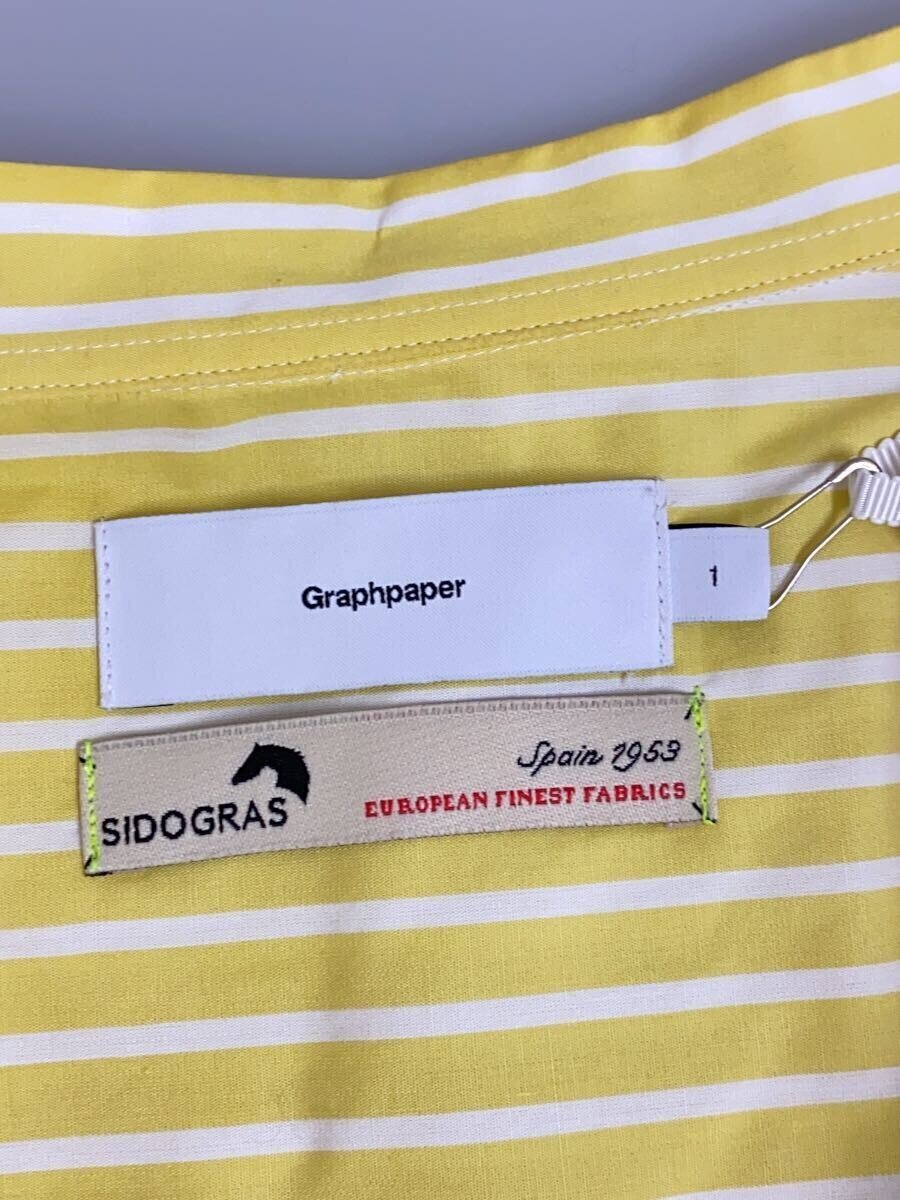 Graphpaper
1
SIDOGRAS
Spain 1953
EUROPEAN FINEST FABRICS